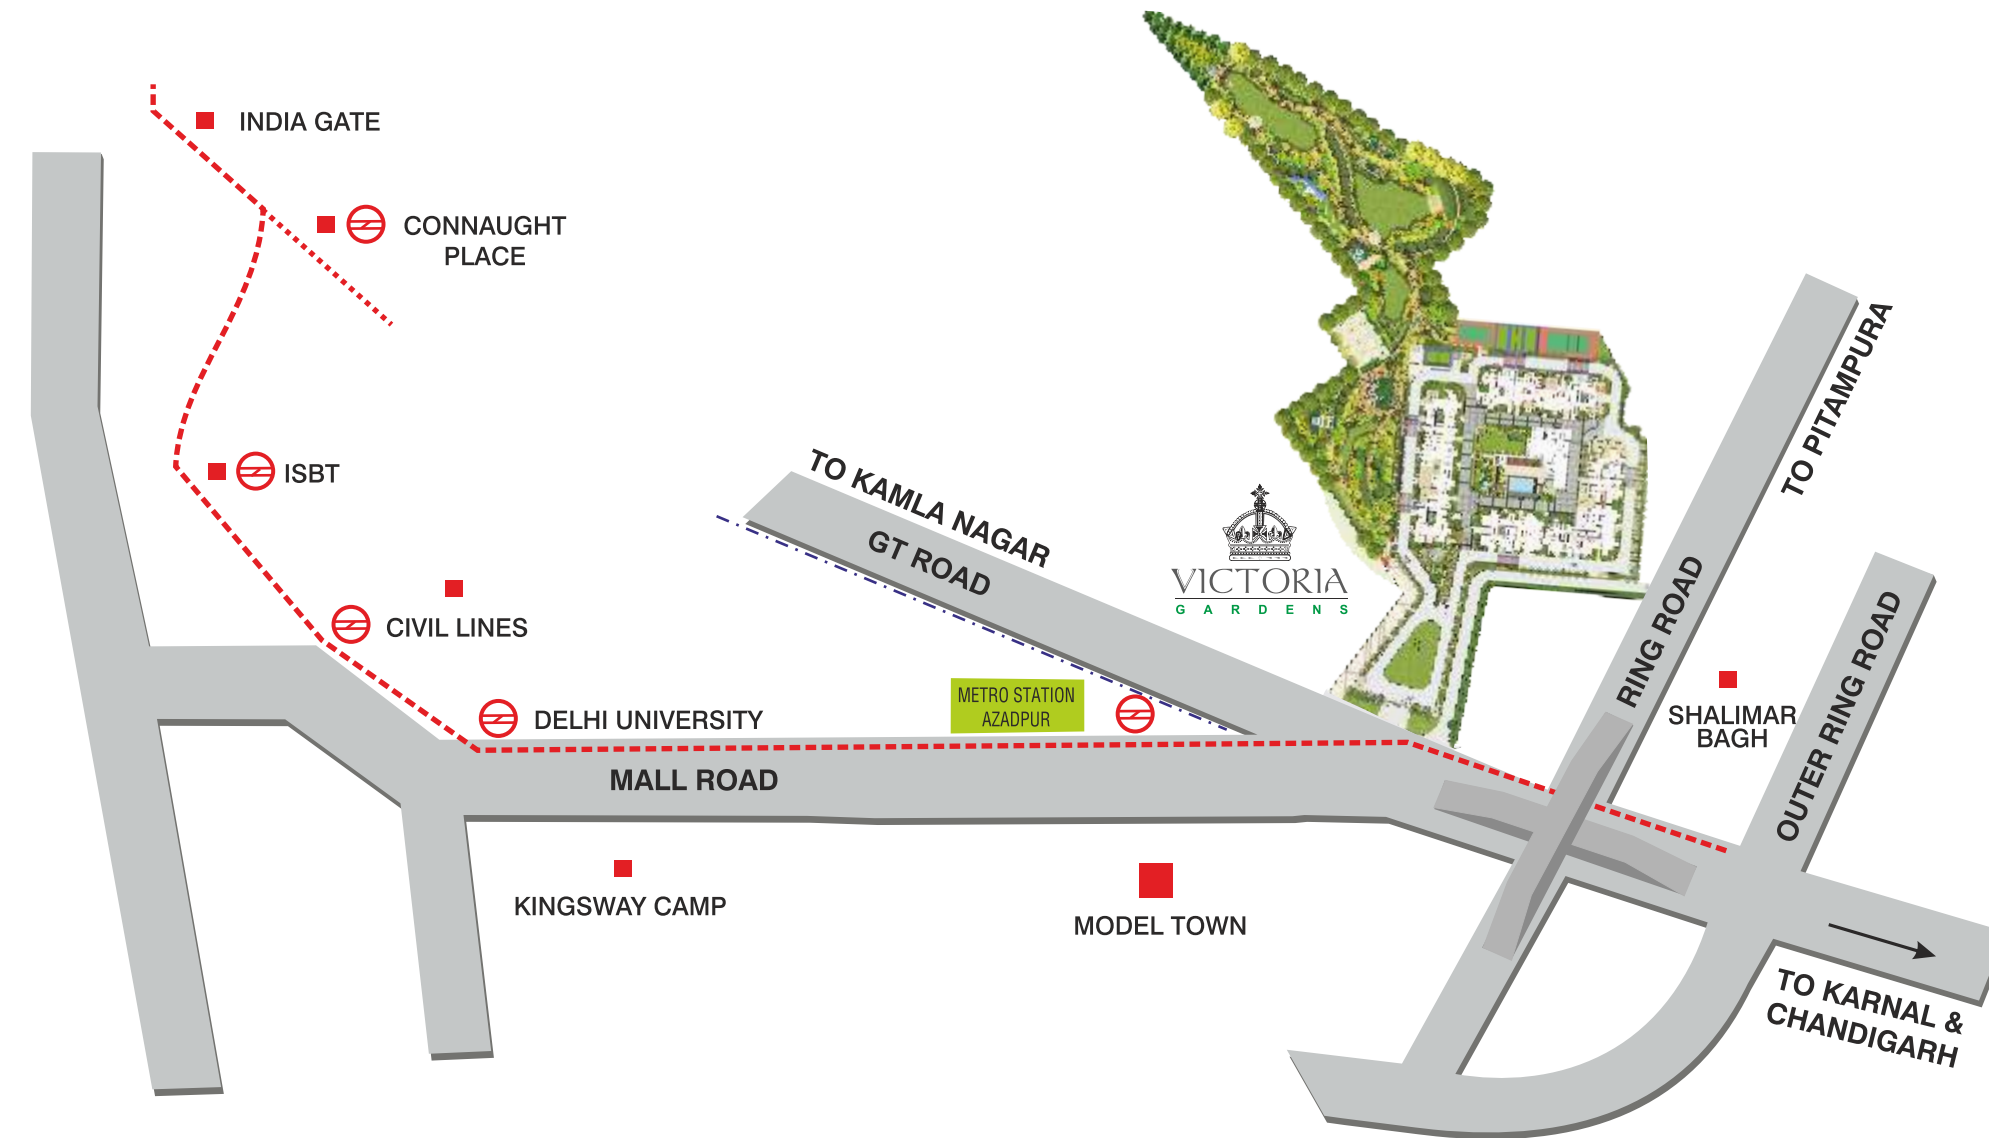 INDIA GATE
CONNAUGHT
PLACE
ISBT
CIVIL LINES
DELHI UNIVERSITY
MALL ROAD
KINGSWAY CAMP
TO KAMLA NAGAR
GT ROAD
METRO STATION
AZADPUR
MODEL TOWN
VICTORIA
GARDENS
TO PITAMPURA
RING ROAD
SHALIMAR
BAGH
OUTER RING ROAD
TO KARNAL &
CHANDIGARH